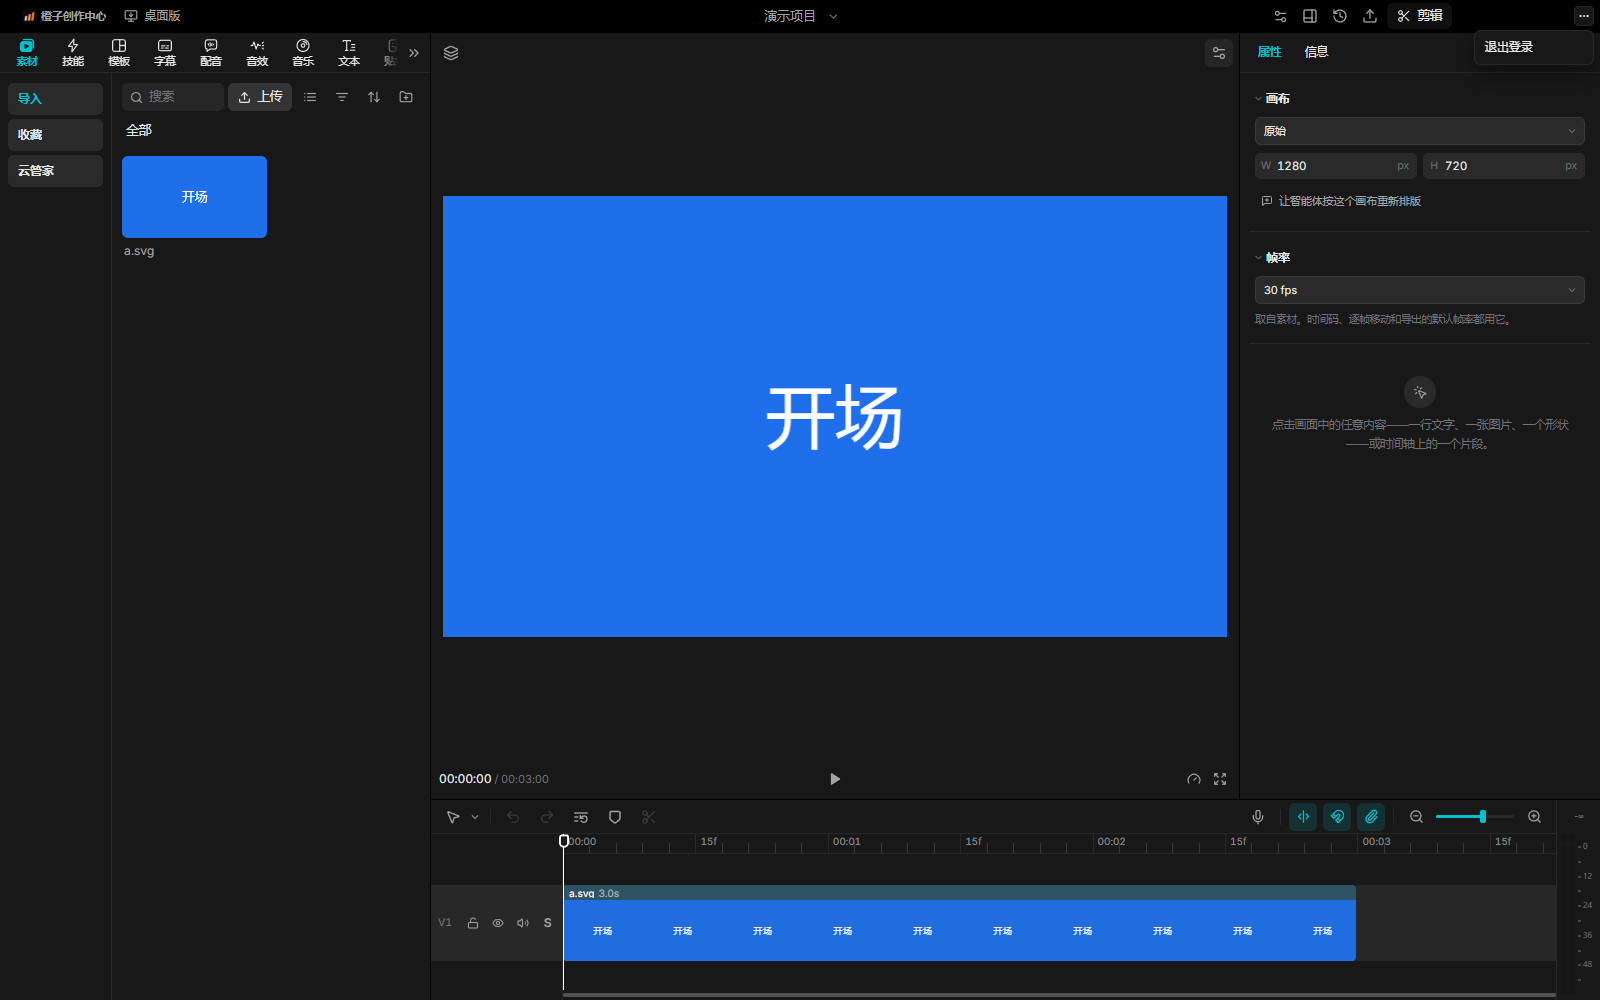 橙子创作中心 桌面版
演示项目
剪辑
退出登录
素材 技能 模板 字幕 配音 音效 音乐 文本
导入
收藏
云管家
搜索
上传
全部
开场
a.svg
开场
00:00:00 / 00:03:00
属性 信息
画布
原始
W 1280 px H 720 px
让智能体按这个画布重新排版
帧率
30 fps
取自素材。时间码、逐帧移动和导出的默认帧率都用它。
点击画面中的任意内容——一行文字、一张图片、一个形状
——或时间轴上的一个片段。
00:00 15f 00:01 15f 00:02 15f 00:03 15f
V1 S
a.svg 3.0s
开场 开场 开场 开场 开场 开场 开场 开场 开场 开场
-∞
0
12
24
36
48